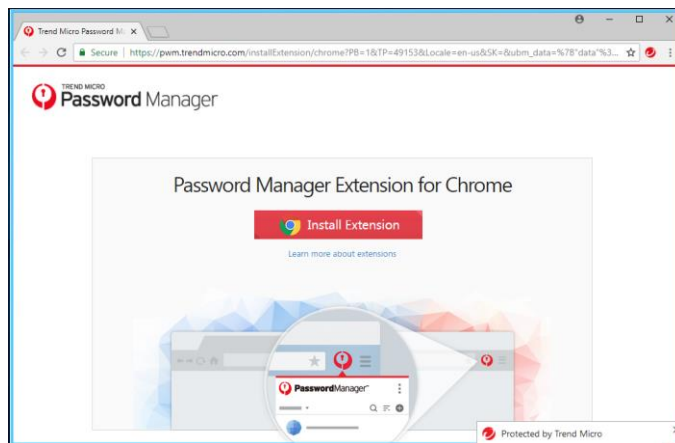 Trend Micro Password M
Secure | https://pwm.trendmicro.com/installExtension/chrome?PB=1&TP=49153&Locale=en-us&SK=&ubm_data=%7B"data"%3...
TREND MICRO
Password Manager
Password Manager Extension for Chrome
Install Extension
Learn more about extensions
PasswordManager
Protected by Trend Micro